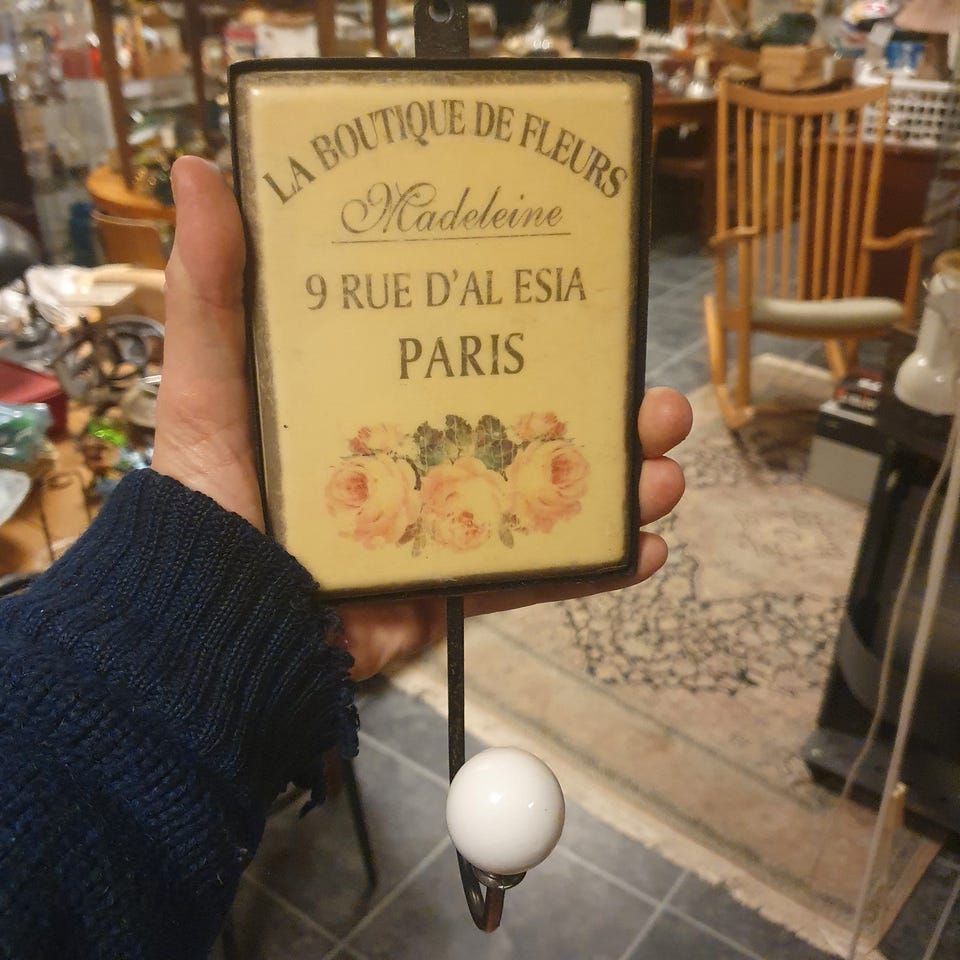 LA BOUTIQUE DE FLEURS
Madeleine
9 RUE D'AL ESIA
PARIS